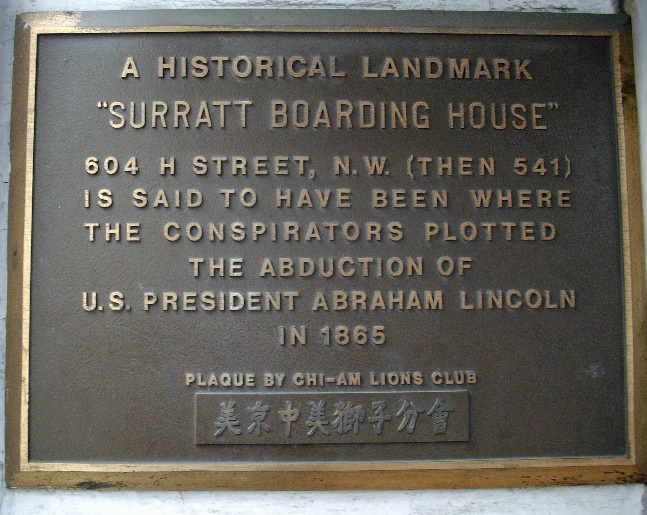 A HISTORICAL LANDMARK
"SURRATT BOARDING HOUSE"
604 H STREET, N.W. (THEN 541)
IS SAID TO HAVE BEEN WHERE
THE CONSPIRATORS PLOTTED
THE ABDUCTION OF
U.S. PRESIDENT ABRAHAM LINCOLN
IN 1865
PLAQUE BY CHI-AM LIONS CLUB
美京中美獅子分會